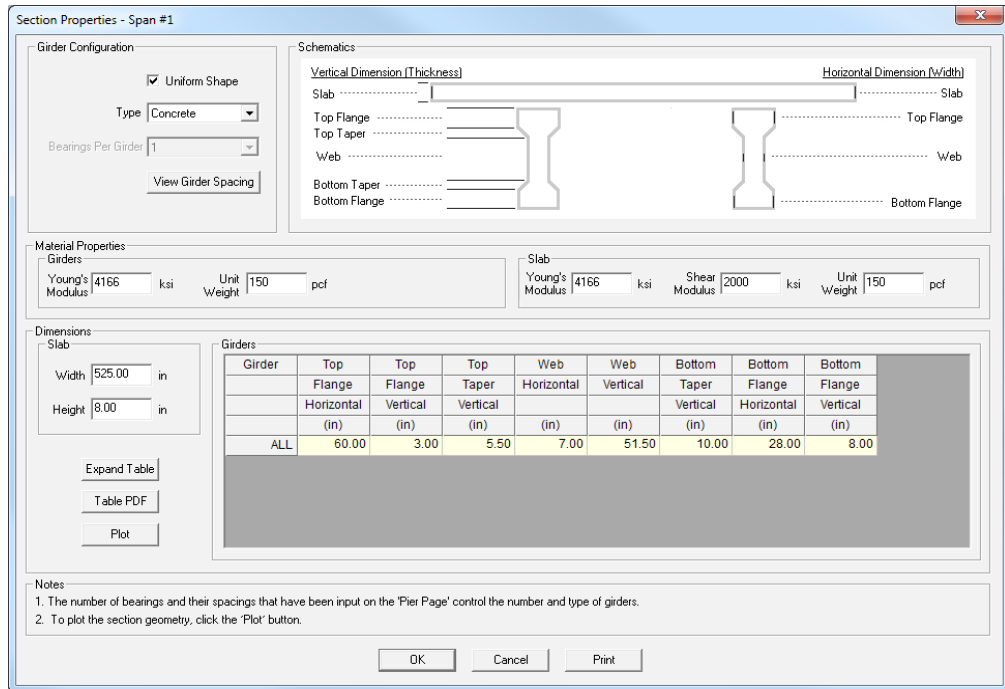 Section Properties - Span #1
Girder Configuration
Uniform Shape
Type Concrete
Bearings Per Girder 1
View Girder Spacing
Schematics
Vertical Dimension (Thickness) Horizontal Dimension (Width)
Slab Slab
Top Flange Top Flange
Top Taper
Web Web
Bottom Taper
Bottom Flange Bottom Flange
Material Properties
Girders
Young's Modulus 4166 ksi Unit Weight 150 pcf
Slab
Young's Modulus 4166 ksi Shear Modulus 2000 ksi Unit Weight 150 pcf
Dimensions
Slab
Width 525.00 in
Height 8.00 in
Expand Table
Table PDF
Plot
Girders
Girder Top Top Top Web Web Bottom Bottom Bottom
Flange Flange Taper Horizontal Vertical Taper Flange Flange
Horizontal Vertical Vertical Vertical Horizontal Vertical
(in) (in) (in) (in) (in) (in) (in) (in)
ALL 60.00 3.00 5.50 7.00 51.50 10.00 28.00 8.00
Notes
1. The number of bearings and their spacings that have been input on the 'Pier Page' control the number and type of girders.
2. To plot the section geometry, click the 'Plot' button.
OK Cancel Print